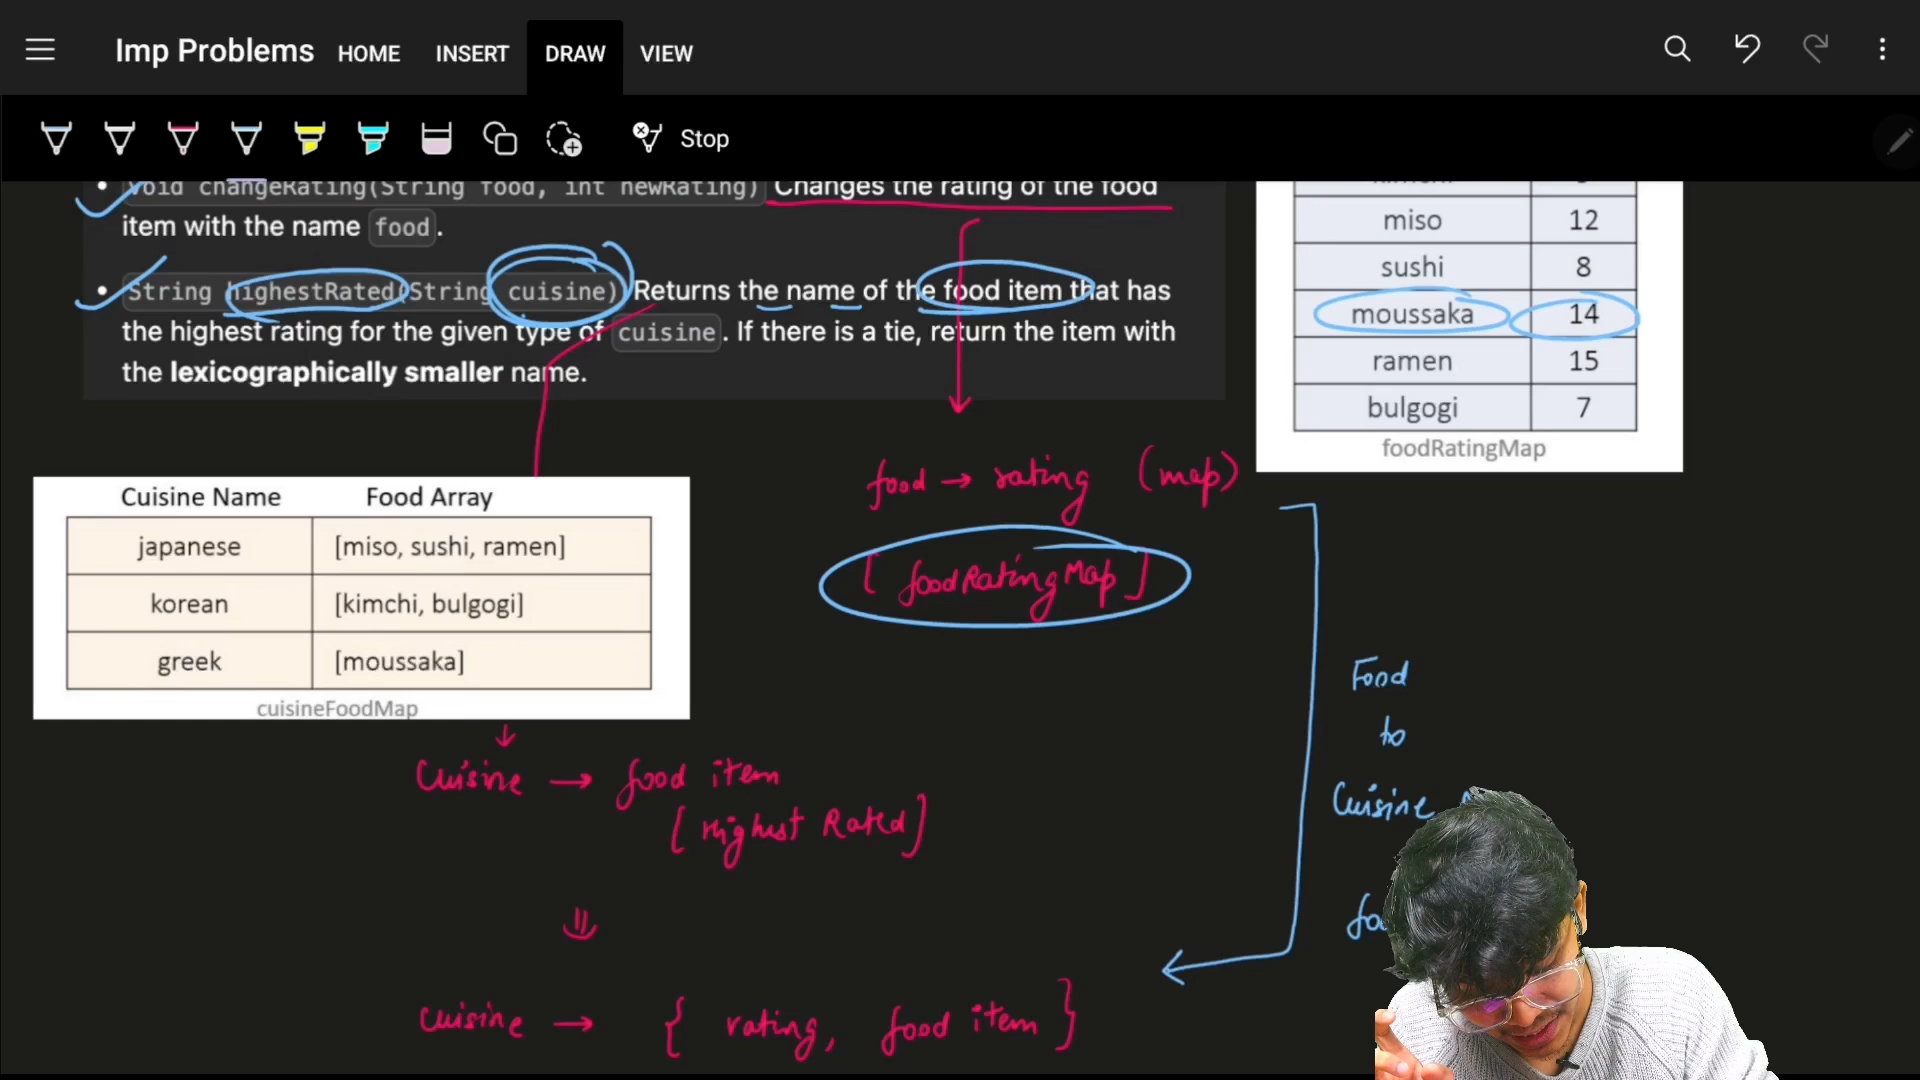 Imp Problems HOME INSERT DRAW VIEW
Stop
void changeRating(String food, int newRating) Changes the rating of the food
item with the name food.
String highestRated(String cuisine) Returns the name of the food item that has
the highest rating for the given type of cuisine. If there is a tie, return the item with
the lexicographically smaller name.
miso 12
sushi 8
moussaka 14
ramen 15
bulgogi 7
foodRatingMap
Cuisine Name Food Array
japanese [miso, sushi, ramen]
korean [kimchi, bulgogi]
greek [moussaka]
cuisineFoodMap
food → rating (map)
[foodRatingMap]
Food
to
Cuisine
Cuisine → food item
[Highest Rated]
Cuisine → { rating, food item }